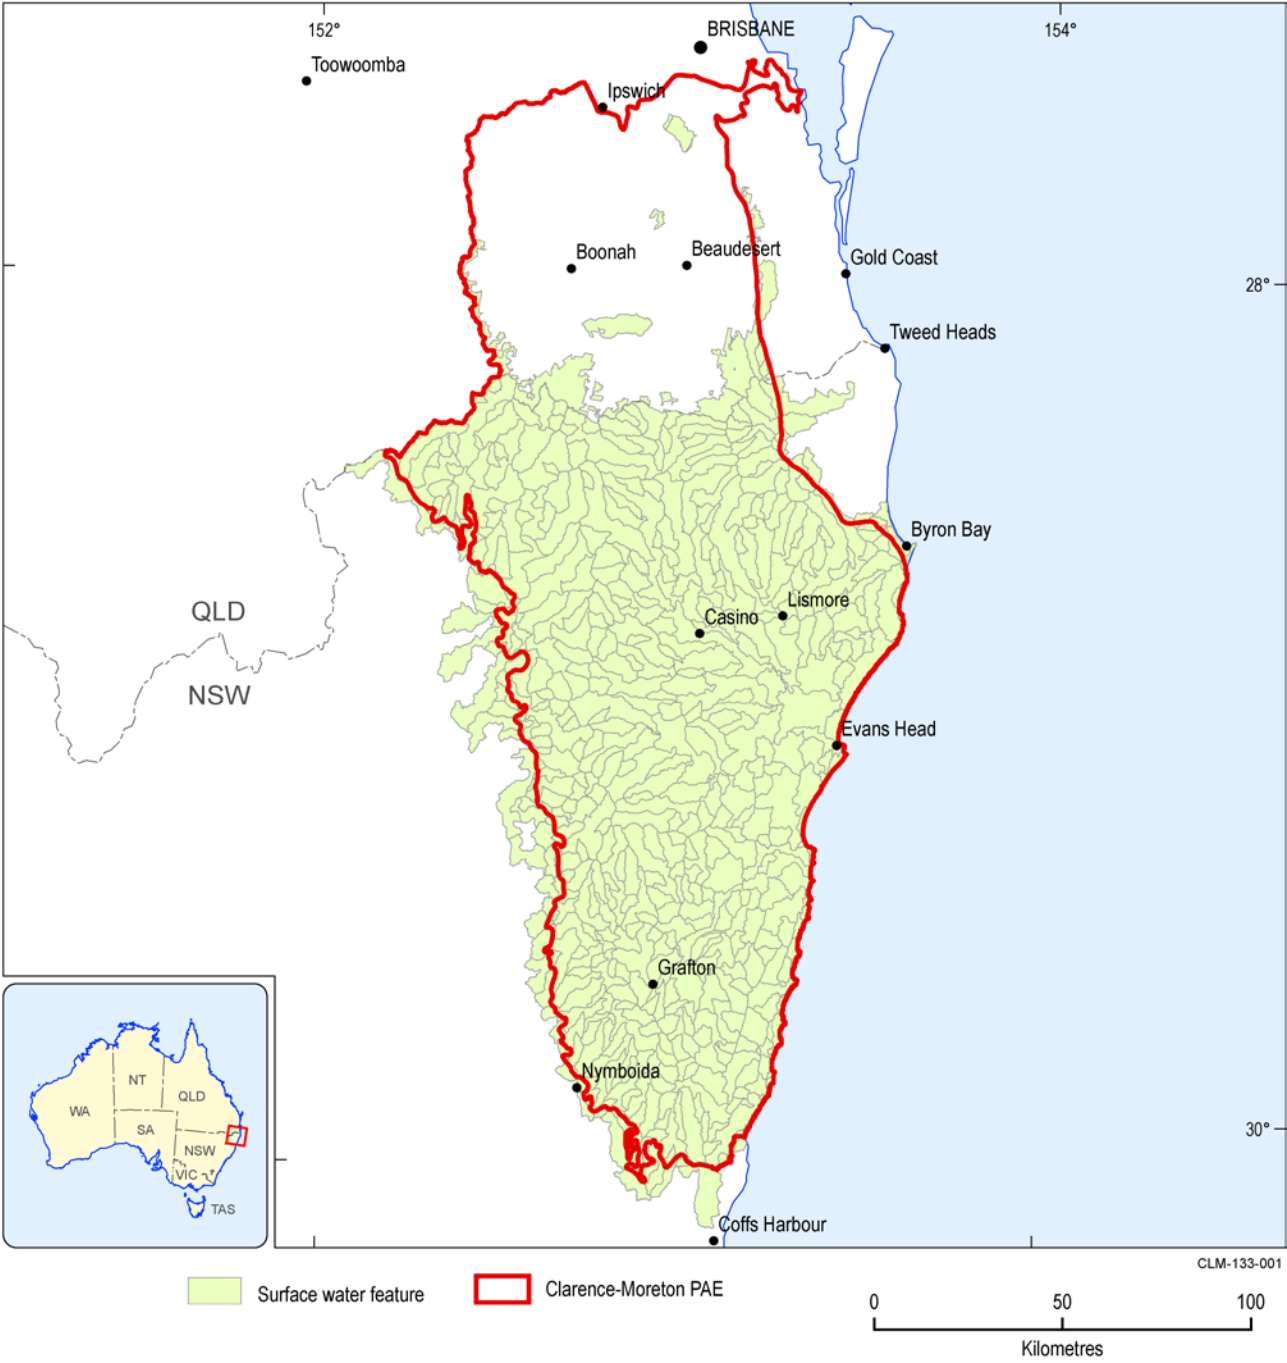 152°
BRISBANE
154°
Toowoomba
Ipswich
Boonah
Beaudesert
Gold Coast
28°
Tweed Heads
Byron Bay
QLD
Lismore
Casino
NSW
Evans Head
Grafton
Nymboida
NT
QLD
WA
SA
NSW
VIC
TAS
30°
Coffs Harbour
CLM-133-001
Surface water feature
Clarence-Moreton PAE
0 50 100
Kilometres